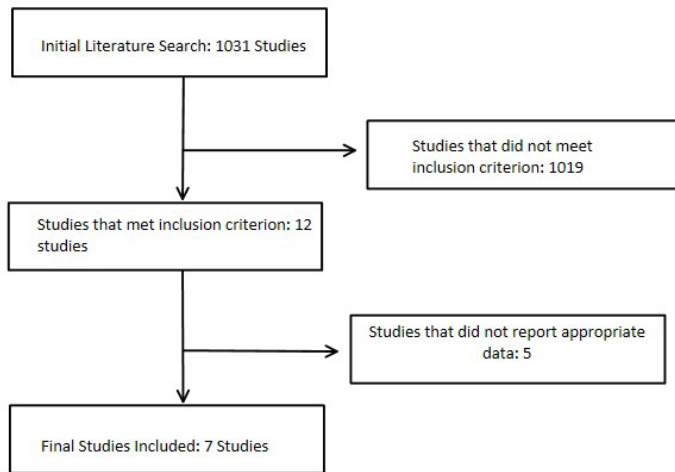 Initial Literature Search: 1031 Studies
Studies that did not meet
inclusion criterion: 1019
Studies that met inclusion criterion: 12
studies
Studies that did not report appropriate
data: 5
Final Studies Included: 7 Studies